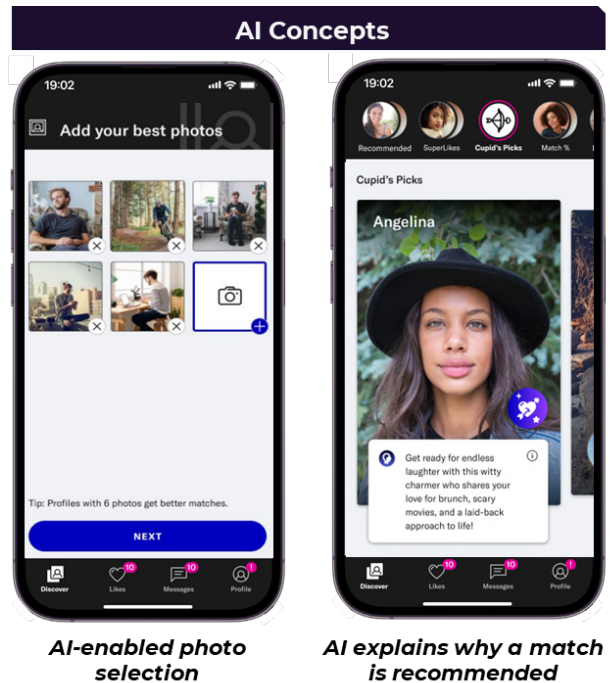 AI Concepts
19:02
Add your best photos
Tip: Profiles with 6 photos get better matches.
NEXT
10
10
!
Discover
Likes
Messages
Profile
AI-enabled photo
selection
19:02
Recommended
SuperLikes
Cupid's Picks
Match %
Cupid's Picks
Angelina
Get ready for endless
laughter with this witty
charmer who shares your
love for brunch, scary
movies, and a laid-back
approach to life!
10
10
!
Discover
Likes
Messages
Profile
AI explains why a match
is recommended